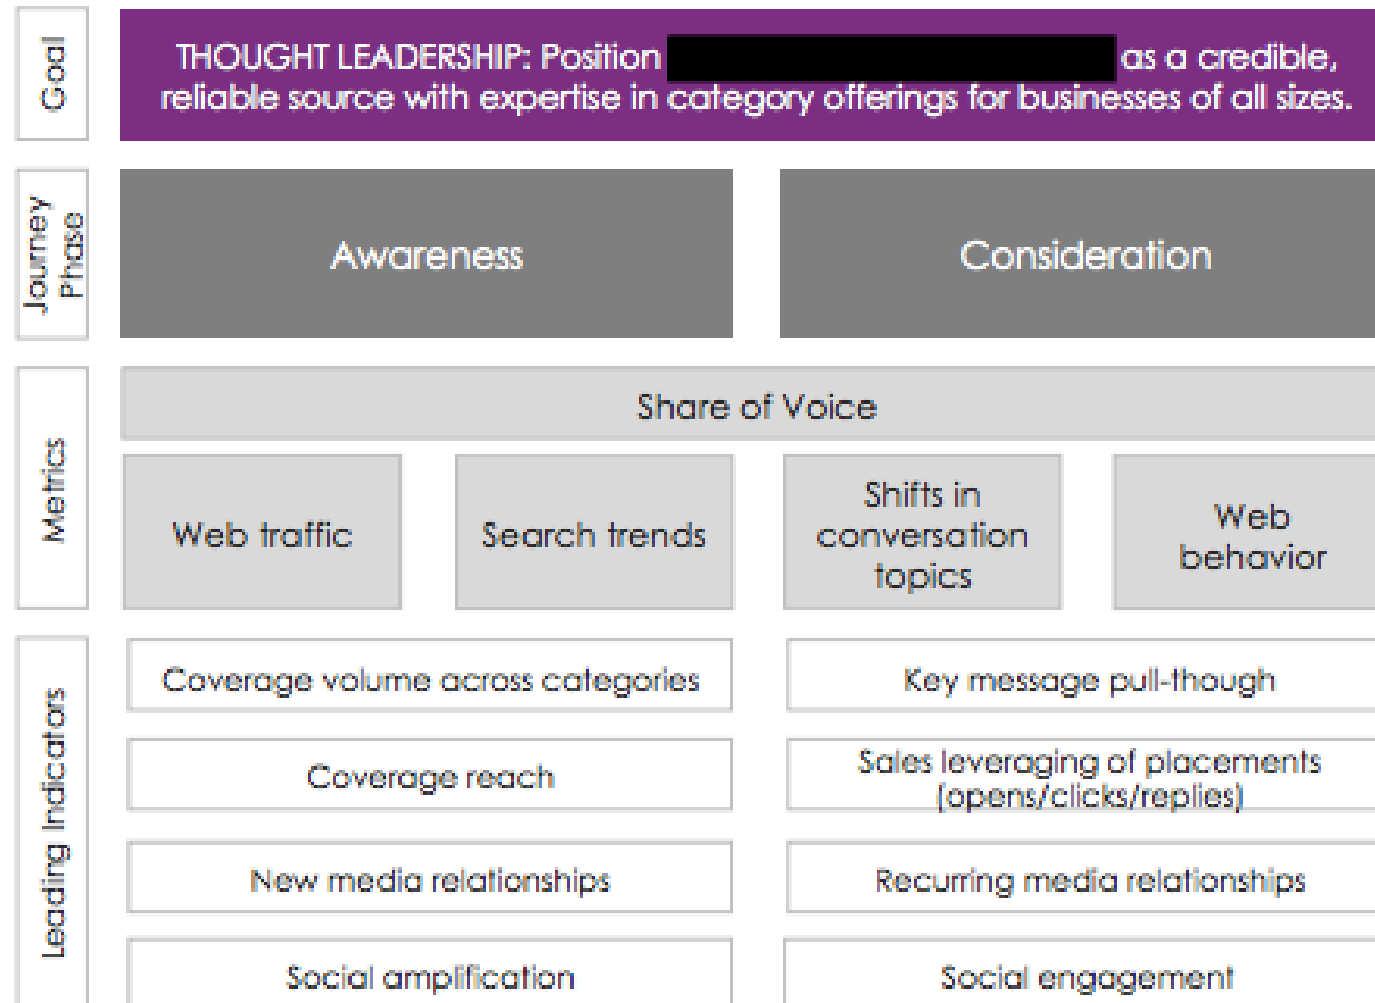 Goal
THOUGHT LEADERSHIP: Position as a credible,
reliable source with expertise in category offerings for businesses of all sizes.
Journey
Phase
Awareness
Consideration
Metrics
Share of Voice
Web traffic
Search trends
Shifts in
conversation
topics
Web
behavior
Leading Indicators
Coverage volume across categories
Key message pull-though
Coverage reach
Sales leveraging of placements
(opens/clicks/replies)
New media relationships
Recurring media relationships
Social amplification
Social engagement